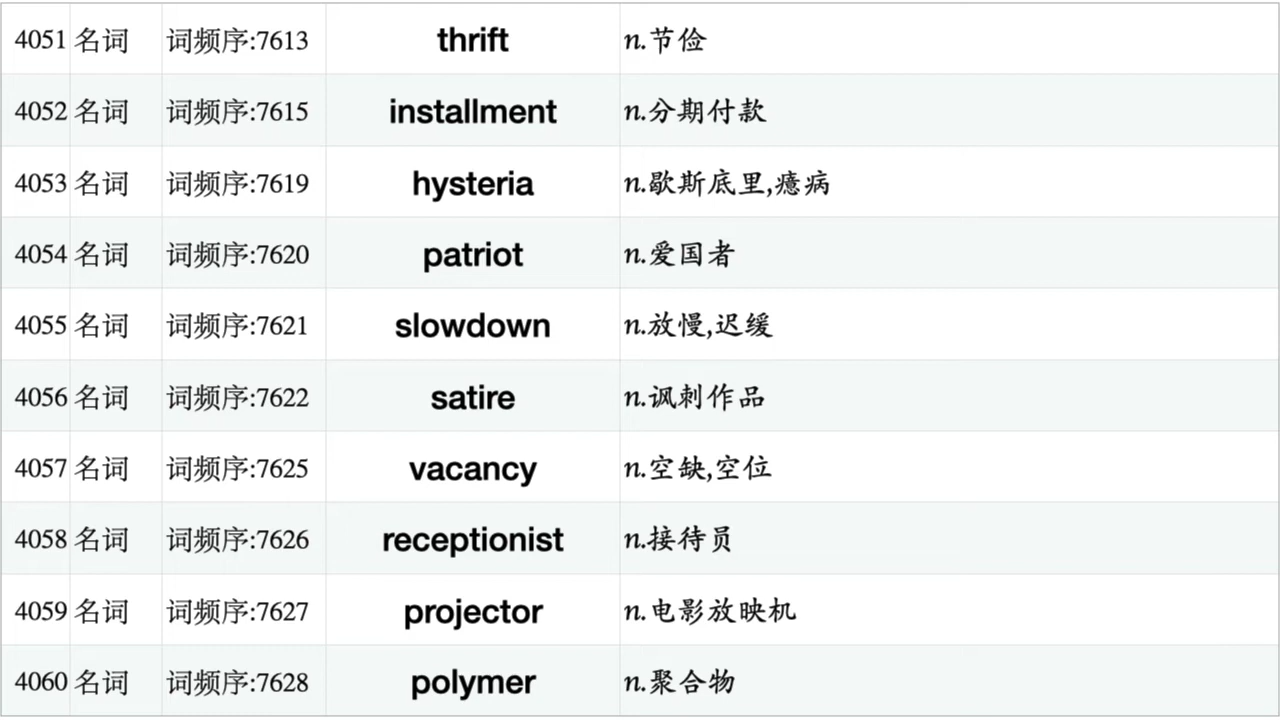 4051 名词 词频序:7613 thrift n.节俭
4052 名词 词频序:7615 installment n.分期付款
4053 名词 词频序:7619 hysteria n.歇斯底里,癔病
4054 名词 词频序:7620 patriot n.爱国者
4055 名词 词频序:7621 slowdown n.放慢,迟缓
4056 名词 词频序:7622 satire n.讽刺作品
4057 名词 词频序:7625 vacancy n.空缺,空位
4058 名词 词频序:7626 receptionist n.接待员
4059 名词 词频序:7627 projector n.电影放映机
4060 名词 词频序:7628 polymer n.聚合物